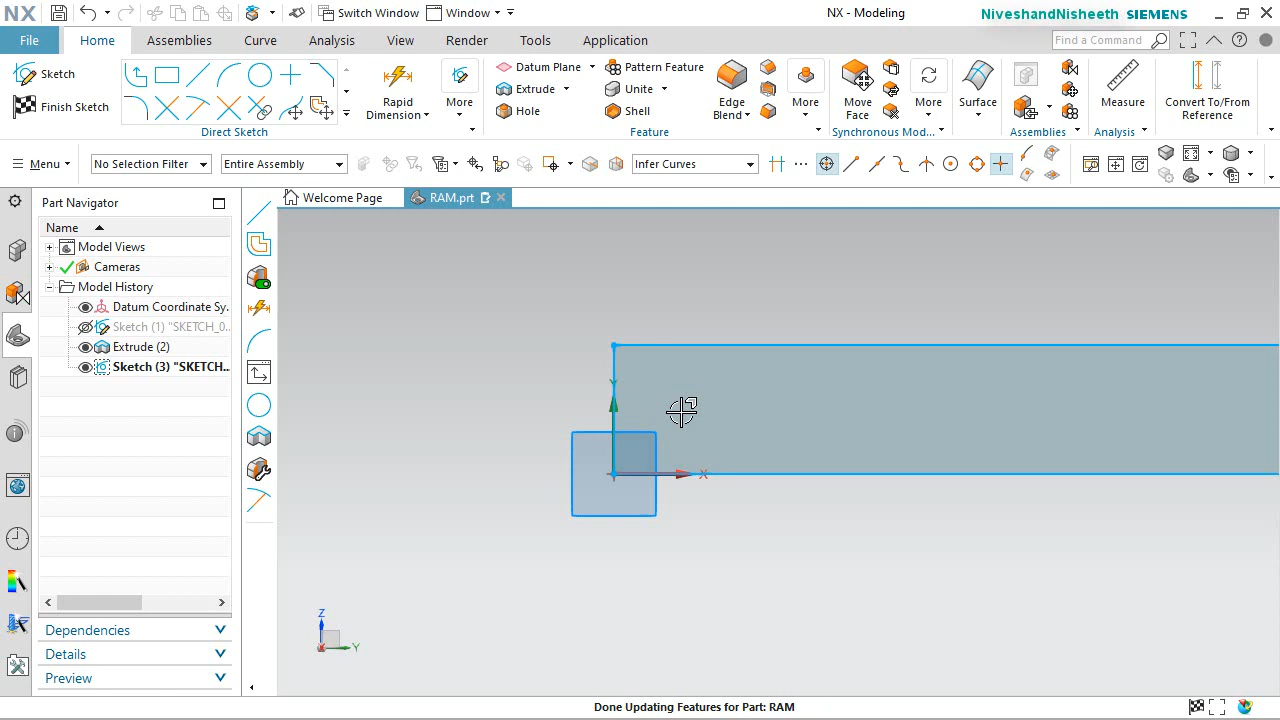 NX
Switch Window
Window
NX - Modeling
NiveshandNisheeth SIEMENS
File
Home
Assemblies
Curve
Analysis
View
Render
Tools
Application
Find a Command
Sketch
Finish Sketch
Direct Sketch
Rapid
Dimension
More
Datum Plane
Extrude
Hole
Pattern Feature
Unite
Shell
Edge
Blend
More
Feature
Move
Face
More
Synchronous Mod...
Surface
Assemblies
Measure
Analysis
Convert To/From
Reference
Menu
No Selection Filter
Entire Assembly
Infer Curves
Part Navigator
Welcome Page
RAM.prt
Name
Model Views
Cameras
Model History
Datum Coordinate Sy.
Sketch (1) "SKETCH_0..
Extrude (2)
Sketch (3) "SKETCH...
Y
X
Z
Y
Dependencies
Details
Preview
Done Updating Features for Part: RAM